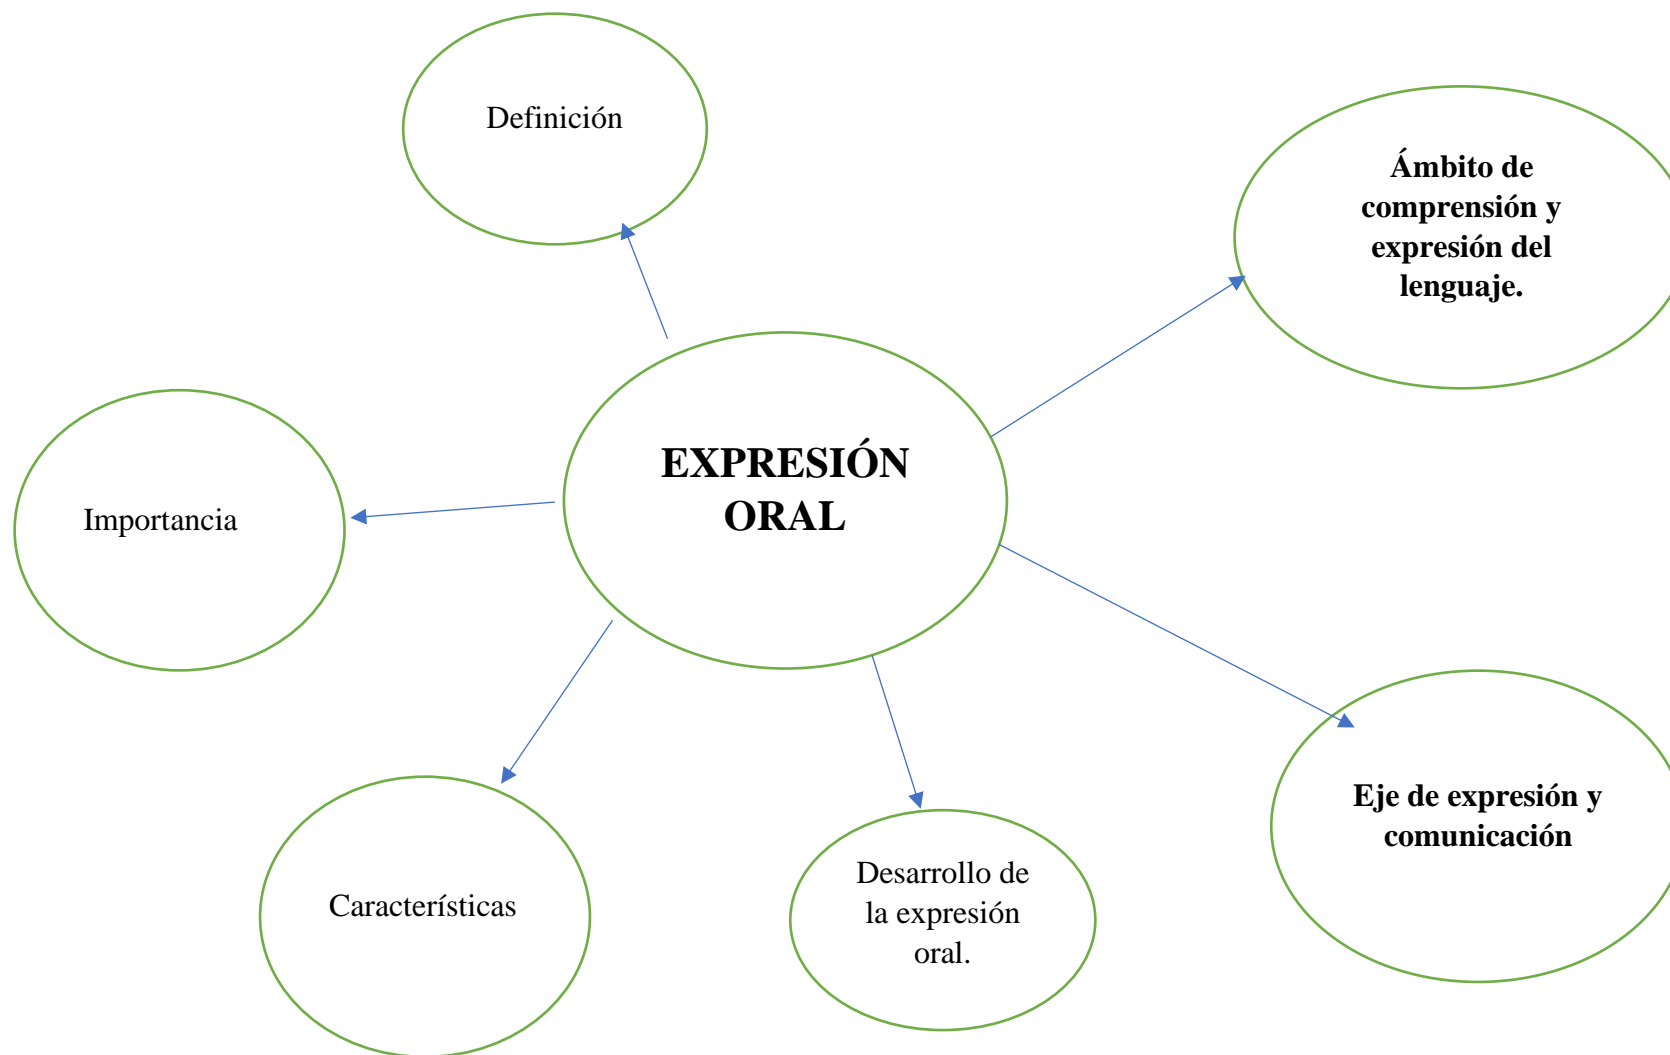 Definición
Ámbito de
comprensión y
expresión del
lenguaje.
EXPRESIÓN
ORAL
Importancia
Eje de expresión y
comunicación
Desarrollo de
la expresión
oral.
Característísticas